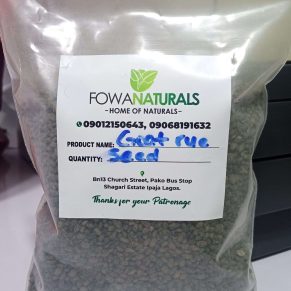 FOWANATURALS
-HOME OF NATURALS-
09012150643, 09068191632
PRODUCT NAME: Goat rue
QUANTITY: Seed
Bn13 Church Street, Pako Bus Stop
Shagari Estate Ipaja Lagos.
Thanks for your Patronage